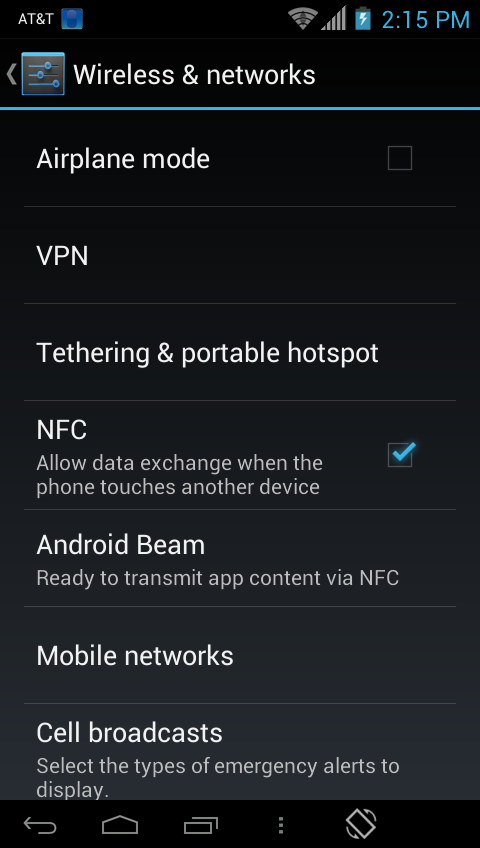 AT&T
2:15 PM
Wireless & networks
Airplane mode
VPN
Tethering & portable hotspot
NFC
Allow data exchange when the
phone touches another device
Android Beam
Ready to transmit app content via NFC
Mobile networks
Cell broadcasts
Select the types of emergency alerts to
display.